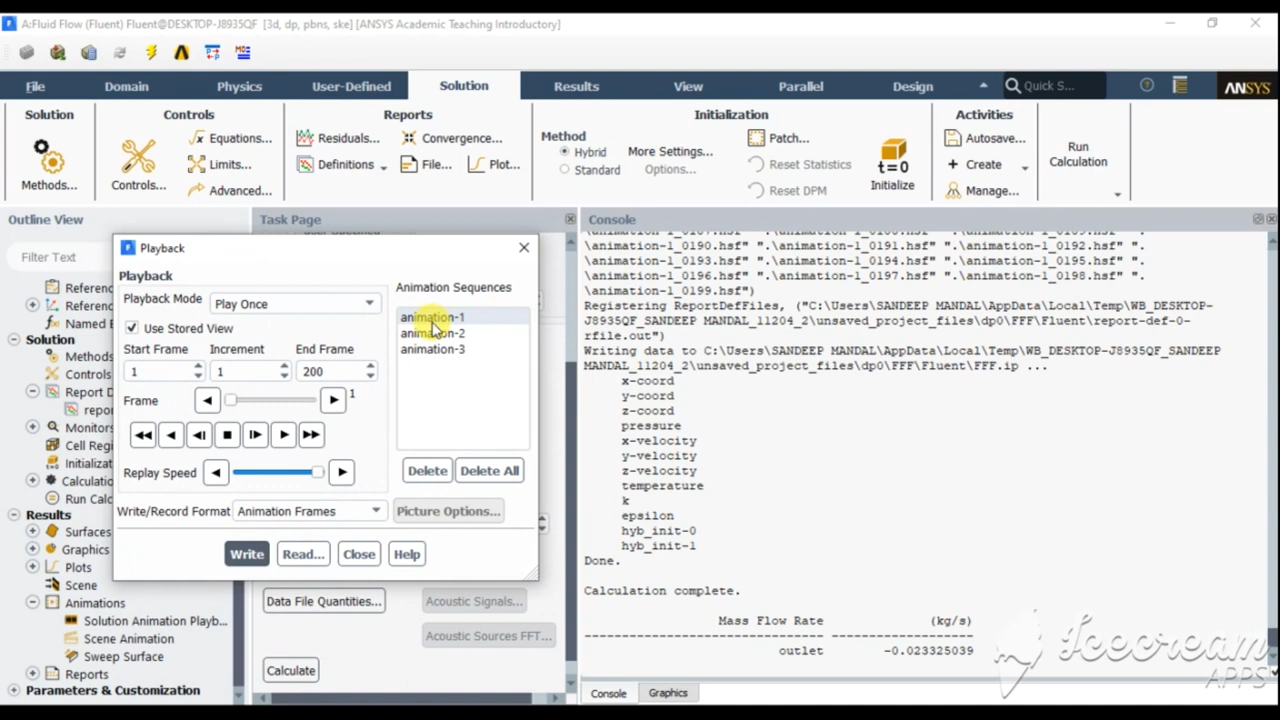 A:Fluid Flow (Fluent) Fluent@DESKTOP-J8935QF [3d, dp, pbns, ske] [ANSYS Academic Teaching Introductory]
File Domain Physics User-Defined Solution Results View Parallel Design Quick S... ANSYS
Solution Controls Reports Initialization Activities
Methods...
Controls...
Equations...
Limits...
Advanced...
Residuals...
Definitions
Convergence...
File...
Plot...
Method
Hybrid
Standard
More Settings...
Options...
Patch...
Reset Statistics
Reset DPM
t=0
Initialize
Autosave...
Create
Manage...
Run
Calculation
Outline View
Filter Text
Referenc
Referenc
Named E
Solution
Methods
Controls
Report D
repor
Monitors
Cell Regi
Initializat
Calculatio
Run Calc
Results
Surfaces
Graphics
Plots
Scene
Animations
Solution Animation Playb...
Scene Animation
Sweep Surface
Reports
Parameters & Customization
Task Page
Playback
Playback
Playback Mode Play Once
Use Stored View
Start Frame Increment End Frame
1 1 200
Frame 1
Replay Speed
Write/Record Format Animation Frames
Picture Options...
Animation Sequences
animation-1
animation-2
animation-3
Delete Delete All
Write Read... Close Help
Data File Quantities...
Acoustic Signals...
Acoustic Sources FFT...
Calculate
Console
\animation-1_0190.hsf" ".\animation-1_0191.hsf" ".\animation-1_0192.hsf" ".
\animation-1_0193.hsf" ".\animation-1_0194.hsf" ".\animation-1_0195.hsf" ".
\animation-1_0196.hsf" ".\animation-1_0197.hsf" ".\animation-1_0198.hsf" ".
\animation-1_0199.hsf")
Registering ReportDefFiles, ("C:\Users\SANDEEP MANDAL\AppData\Local\Temp\WB_DESKTOP-
J8935QF_SANDEEP MANDAL_11204_2\unsaved_project_files\dp0\FFF\Fluent\report-def-0-
rfile.out")
Writing data to C:\Users\SANDEEP MANDAL\AppData\Local\Temp\WB_DESKTOP-J8935QF_SANDEEP
MANDAL_11204_2\unsaved_project_files\dp0\FFF\Fluent\FFF.ip ...
x-coord
y-coord
z-coord
pressure
x-velocity
y-velocity
z-velocity
temperature
k
epsilon
hyb_init-0
hyb_init-1
Done.
Calculation complete.
Mass Flow Rate (kg/s)
-------------------------------- --------------------
outlet -0.023325039
Console Graphics
Icecream
APPS